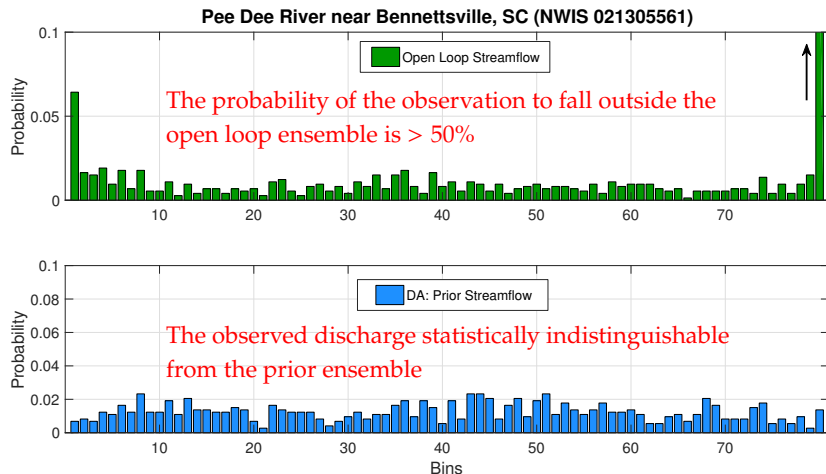 Pee Dee River near Bennettsville, SC (NWIS 021305561)
0.1
Open Loop Streamflow
The probability of the observation to fall outside the
open loop ensemble is > 50%
Probability
0.05
0
10 20 30 40 50 60 70
0.1
DA: Prior Streamflow
0.08
The observed discharge statistically indistinguishable
from the prior ensemble
Probability
0.06
0.04
0.02
0
10 20 30 40 50 60 70
Bins